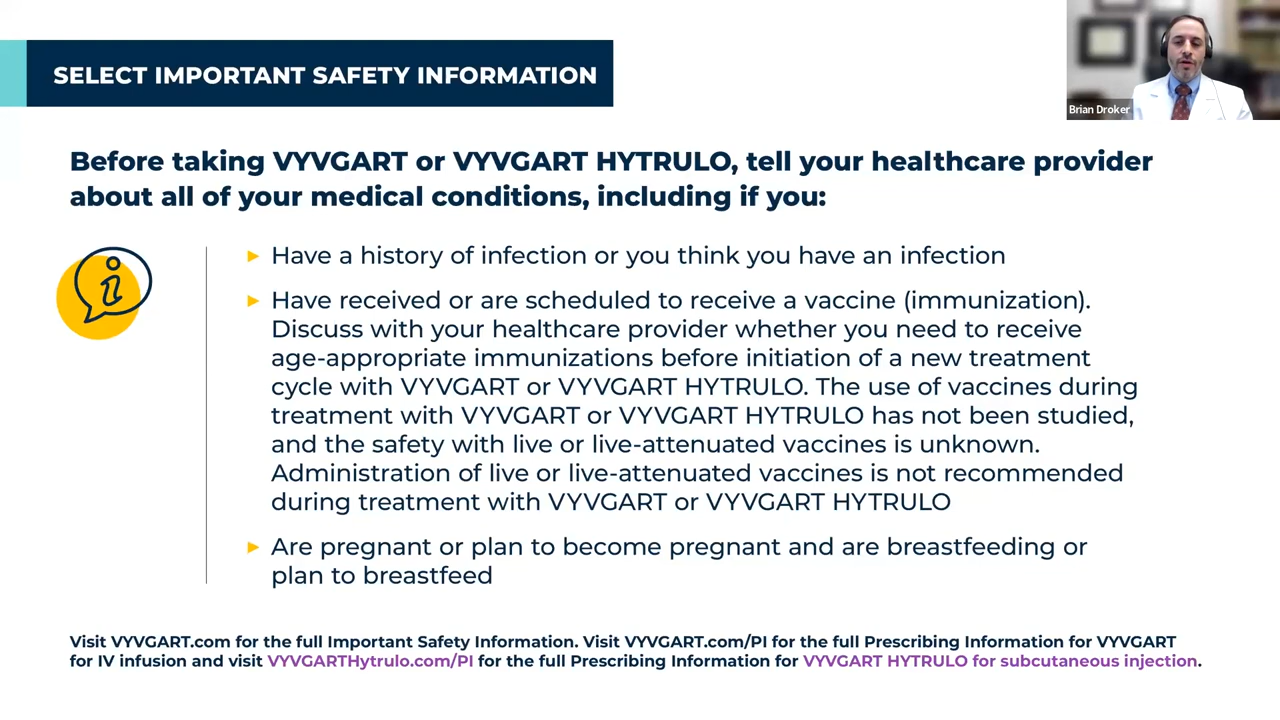 SELECT IMPORTANT SAFETY INFORMATION
Brian Droker
Before taking VYVGART or VYVGART HYTRULO, tell your healthcare provider
about all of your medical conditions, including if you:
Have a history of infection or you think you have an infection
Have received or are scheduled to receive a vaccine (immunization).
Discuss with your healthcare provider whether you need to receive
age-appropriate immunizations before initiation of a new treatment
cycle with VYVGART or VYVGART HYTRULO. The use of vaccines during
treatment with VYVGART or VYVGART HYTRULO has not been studied,
and the safety with live or live-attenuated vaccines is unknown.
Administration of live or live-attenuated vaccines is not recommended
during treatment with VYVGART or VYVGART HYTRULO
Are pregnant or plan to become pregnant and are breastfeeding or
plan to breastfeed
Visit VYVGART.com for the full Important Safety Information. Visit VYVGART.com/PI for the full Prescribing Information for VYVGART
for IV infusion and visit VYVGARTHytrulo.com/PI for the full Prescribing Information for VYVGART HYTRULO for subcutaneous injection.